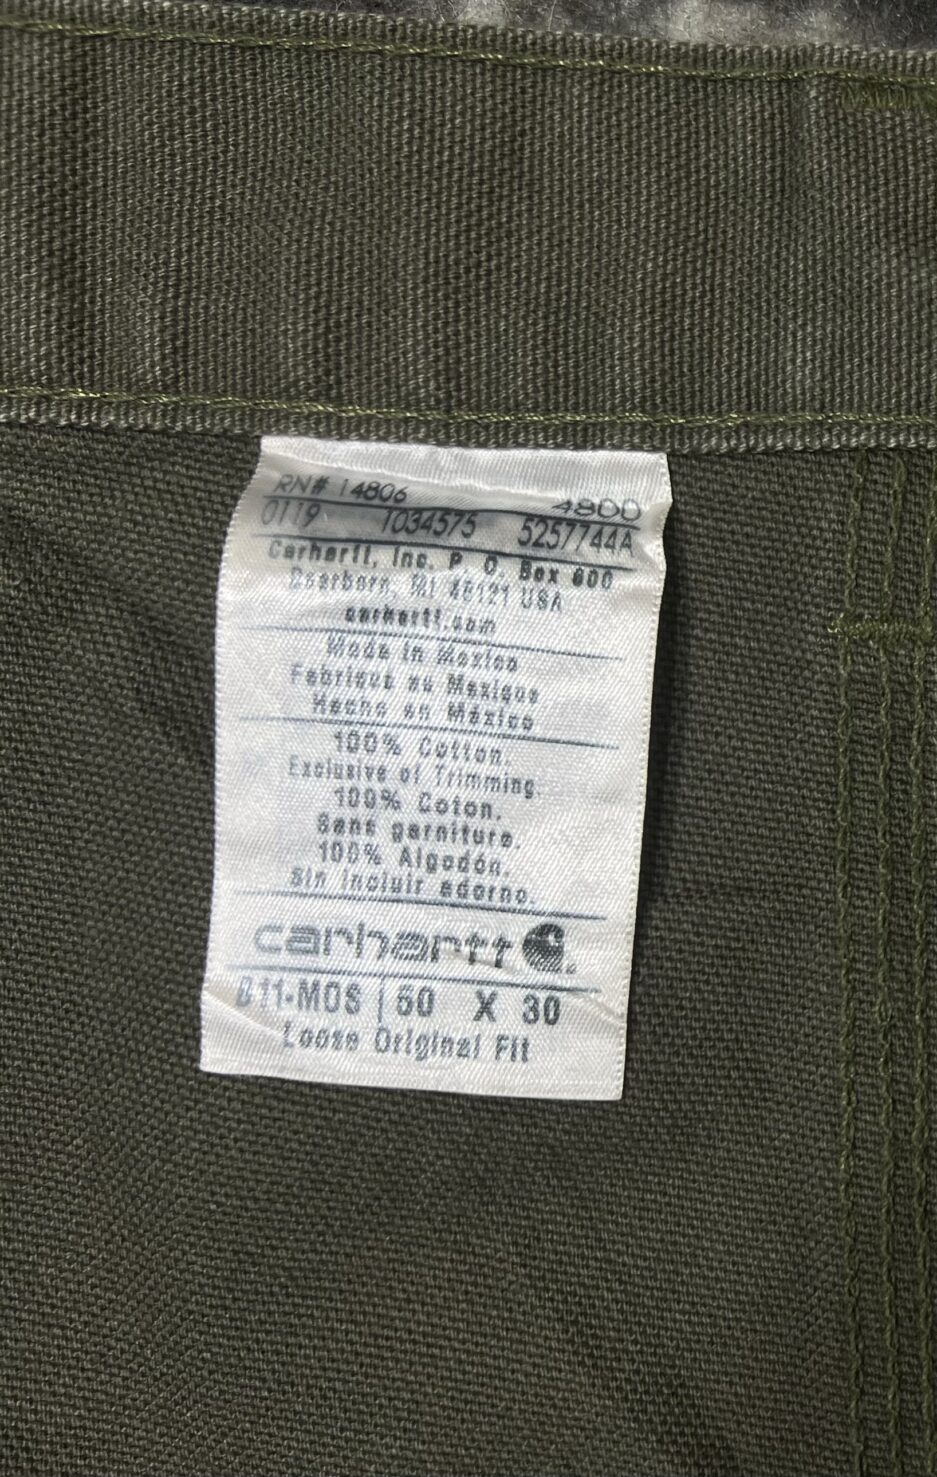 RN# 14806 4800
0119 1034575 5257744A
Carhartt, Inc. P. O. Box 600
Dearborn, MI 48121 USA
carhartt.com
Made in Mexico
Fabriqué au Mexique
Hecho en México
100% Cotton.
Exclusive of Trimming.
100% Coton.
Sans garniture.
100% Algodón.
sin incluir adorno.
carhartt
B11-MOS | 50 X 30
Loose Original Fit